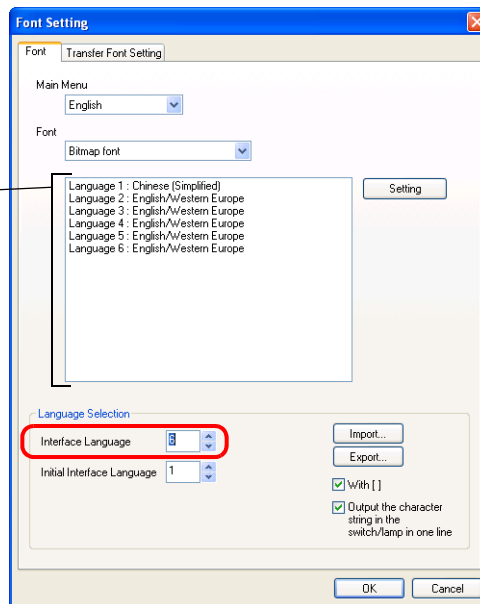 Font Setting
Font
Transfer Font Setting
Main Menu
English
Font
Bitmap font
Language 1 : Chinese (Simplified)
Language 2 : English/Western Europe
Language 3 : English/Western Europe
Language 4 : English/Western Europe
Language 5 : English/Western Europe
Language 6 : English/Western Europe
Setting
Language Selection
Interface Language
6
Initial Interface Language
1
Import...
Export...
With [ ]
Output the character
string in the
switch/lamp in one line
OK
Cancel